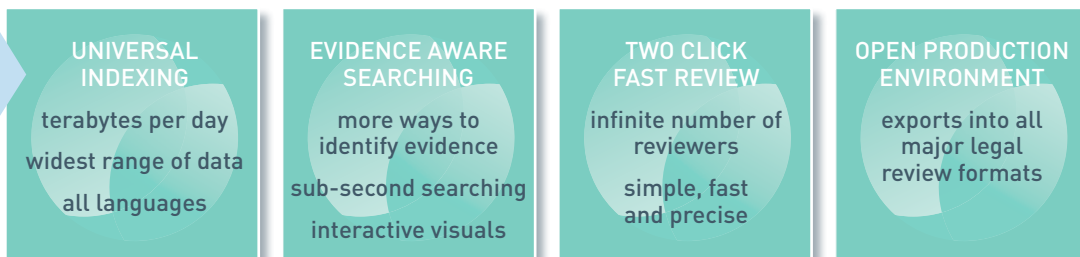 UNIVERSAL
INDEXING
terabytes per day
widest range of data
all languages
EVIDENCE AWARE
SEARCHING
more ways to
identify evidence
sub-second searching
interactive visuals
TWO CLICK
FAST REVIEW
infinite number of
reviewers
simple, fast
and precise
OPEN PRODUCTION
ENVIRONMENT
exports into all
major legal
review formats